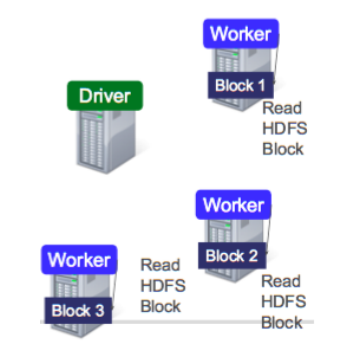 Worker
Block 1
Read
HDFS
Block
Driver
Worker
Block 2
Read
HDFS
Block
Worker
Block 3
Read
HDFS
Block